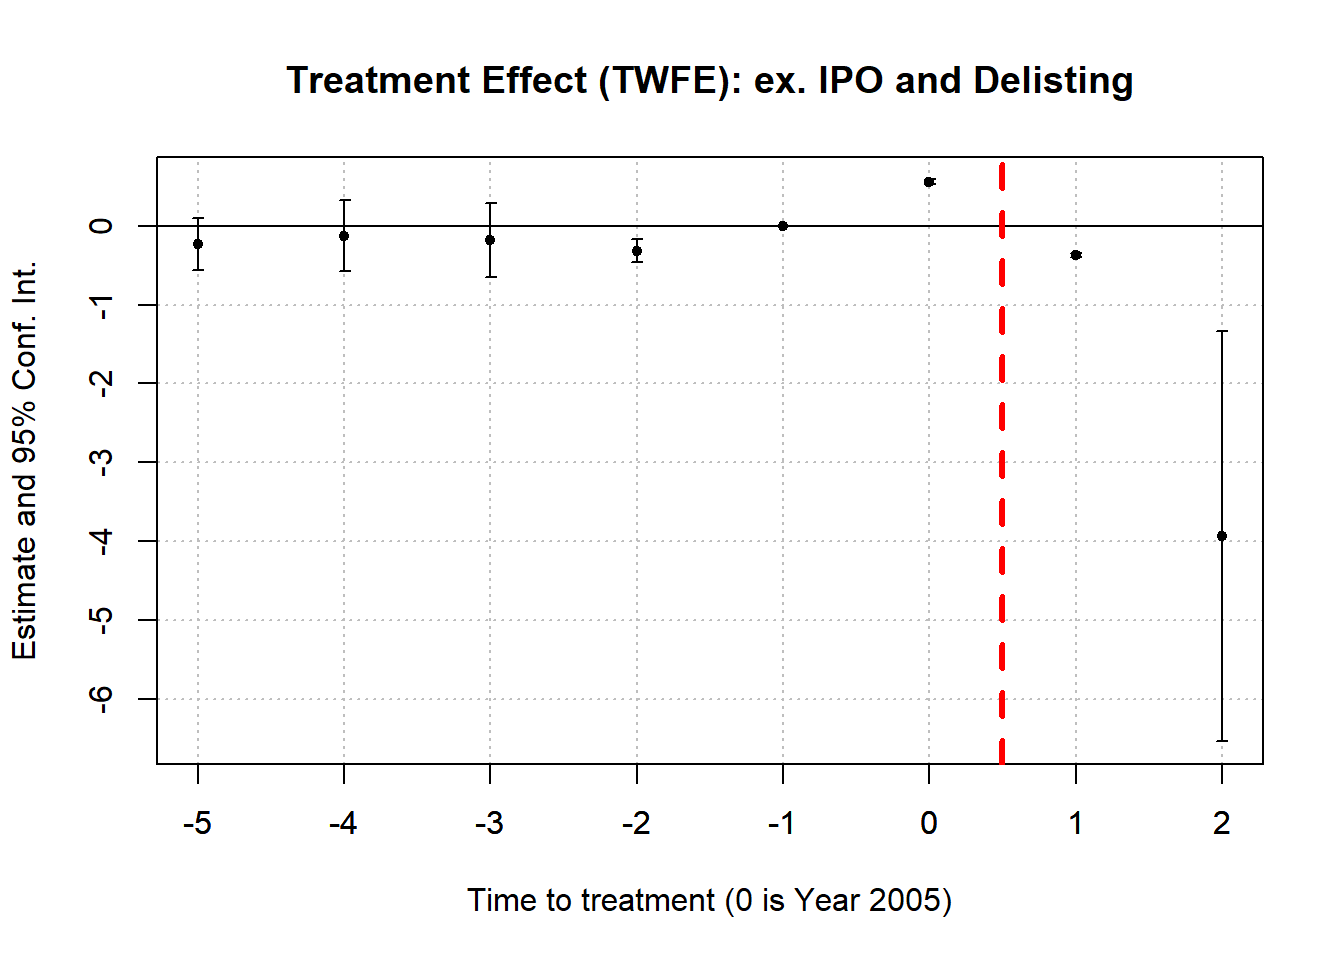 Treatment Effect (TWFE): ex. IPO and Delisting
Estimate and 95% Conf. Int.
0
-1
-2
-3
-4
-5
-6
-5 -4 -3 -2 -1 0 1 2
Time to treatment (0 is Year 2005)